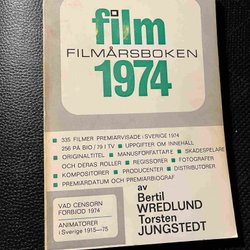 film
FILMÅRSBOKEN
1974
335 FILMER PREMIÄRVISADE I SVERIGE 1974
256 PÅ BIO / 79 I TV ■ UPPGIFTER OM INNEHÅLL
■ ORIGINALTITEL ■ MANUSFÖRFATTARE ■ SKÅDESPELARE
OCH DERAS ROLLER ■ REGISSÖRER ■ FOTOGRAFER
■ KOMPOSITÖRER ■ PRODUCENTER ■ DISTRIBUTÖRER
■ PREMIÄRDATUM OCH PREMIÄRBIOGRAF
VAD CENSORN
FÖRBJÖD 1974
ANIMATÖRER
i Sverige 1915—75
av
Bertil
WREDLUND
Torsten
JUNGSTEDT